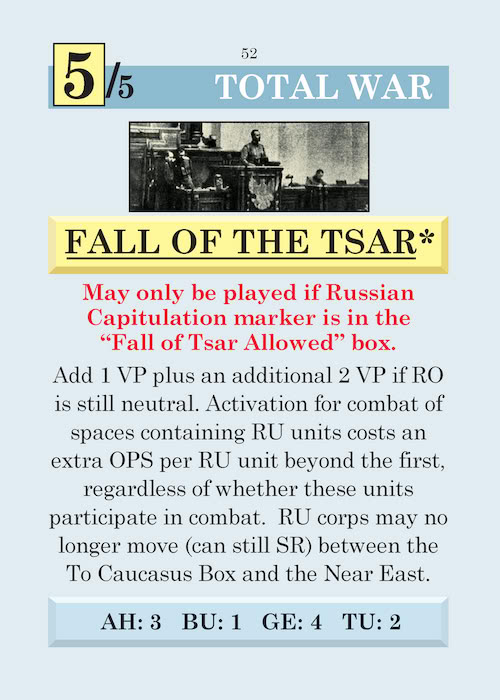 52
5/5
TOTAL WAR
FALL OF THE TSAR*
May only be played if Russian
Capitulation marker is in the
“Fall of Tsar Allowed” box.
Add 1 VP plus an additional 2 VP if RO
is still neutral. Activation for combat of
spaces containing RU units costs an
extra OPS per RU unit beyond the first,
regardless of whether these units
participate in combat.  RU corps may no
longer move (can still SR) between the
To Caucasus Box and the Near East.
AH: 3   BU: 1   GE: 4   TU: 2